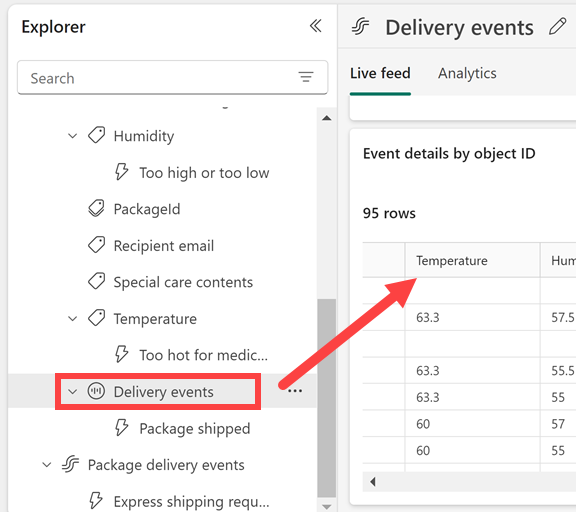 Explorer
Search
Humidity
Too high or too low
PackageId
Recipient email
Special care contents
Temperature
Too hot for medic...
Delivery events
...
Package shipped
Package delivery events
Express shipping requ...
Delivery events
Live feed
Analytics
Event details by object ID
95 rows
Temperature
Hum
63.3
57.5
63.3
55.5
63.3
55
60
57
60
55